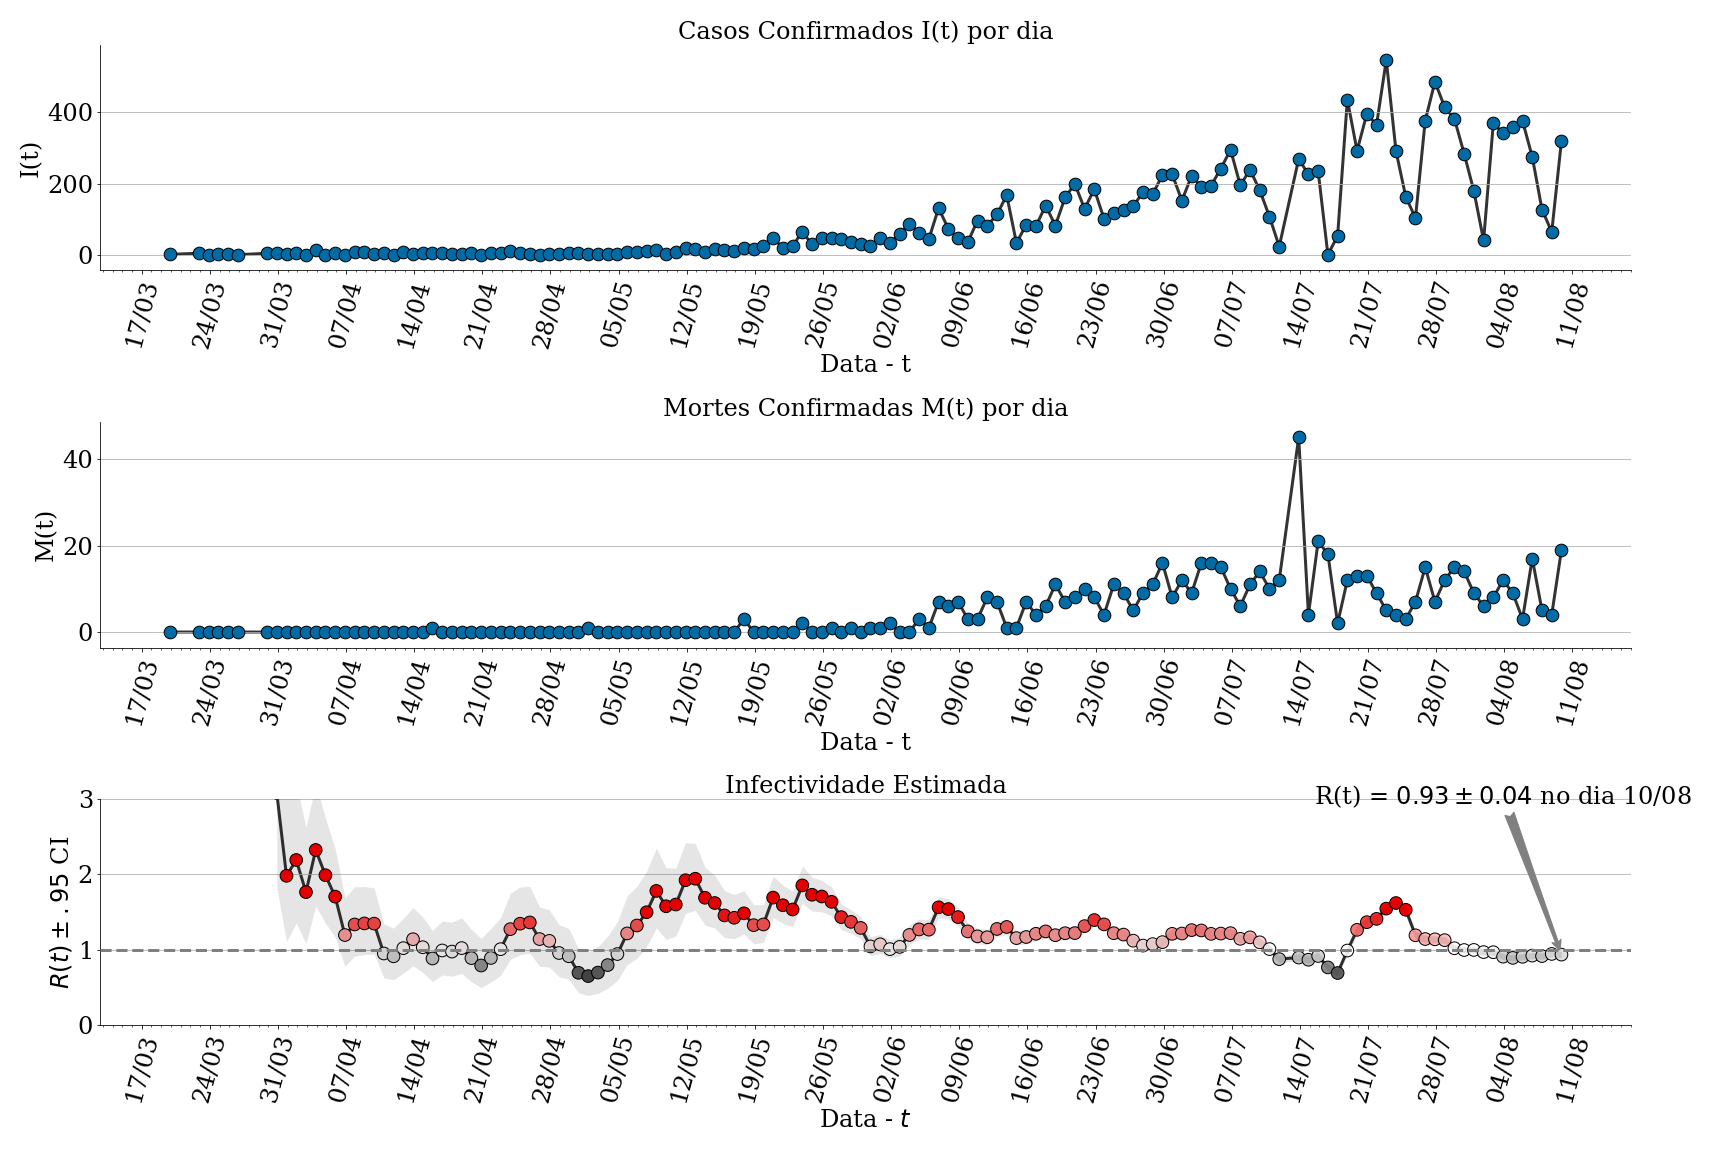 Casos Confirmados I(t) por dia
I(t)
400
200
0
17/03 24/03 31/03 07/04 14/04 21/04 28/04 05/05 12/05 19/05 26/05 02/06 09/06 16/06 23/06 30/06 07/07 14/07 21/07 28/07 04/08 11/08
Data - t
Mortes Confirmadas M(t) por dia
M(t)
40
20
0
17/03 24/03 31/03 07/04 14/04 21/04 28/04 05/05 12/05 19/05 26/05 02/06 09/06 16/06 23/06 30/06 07/07 14/07 21/07 28/07 04/08 11/08
Data - t
Infectividade Estimada
R(t) = 0.93 ± 0.04 no dia 10/08
R(t) ± .95 CI
3
2
1
0
17/03 24/03 31/03 07/04 14/04 21/04 28/04 05/05 12/05 19/05 26/05 02/06 09/06 16/06 23/06 30/06 07/07 14/07 21/07 28/07 04/08 11/08
Data - t